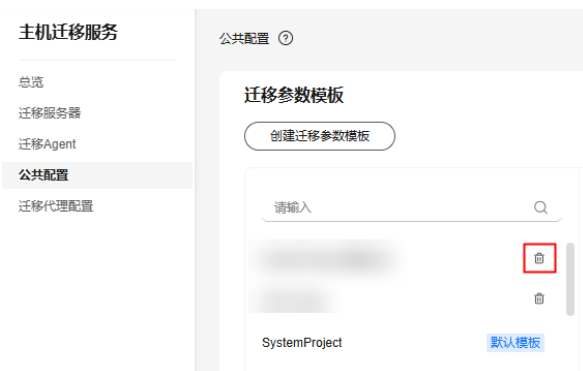 主机迁移服务
总览
迁移服务器
迁移Agent
公共配置
迁移代理配置
公共配置
迁移参数模板
创建迁移参数模板
请输入
SystemProject 默认模板